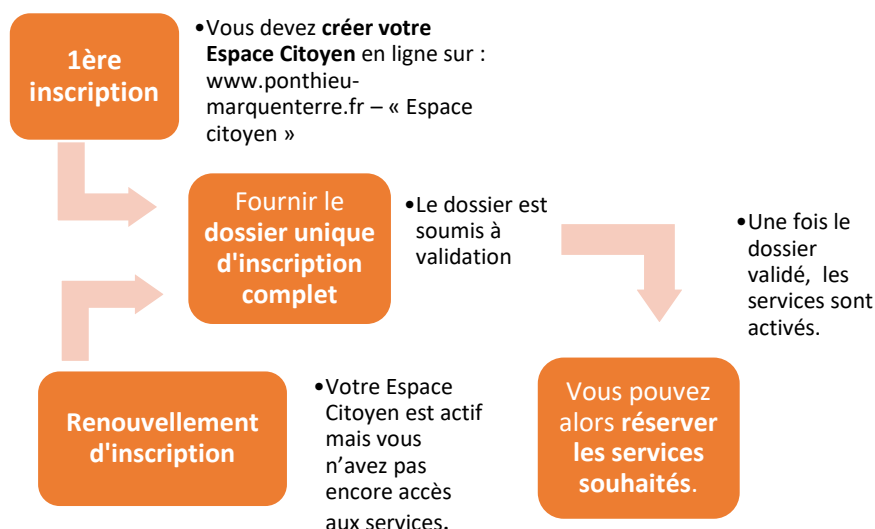 1ère
inscription
•Vous devez créer votre
Espace Citoyen en ligne sur :
www.ponthieu-
marquenterre.fr – « Espace
citoyen »
Fournir le
dossier unique
d'inscription
complet
•Le dossier est
soumis à
validation
•Une fois le
dossier
validé,  les
services sont
activés.
Renouvellement
d'inscription
•Votre Espace
Citoyen est actif
mais vous
n’avez pas
encore accès
aux services.
Vous pouvez
alors réserver
les services
souhaités.